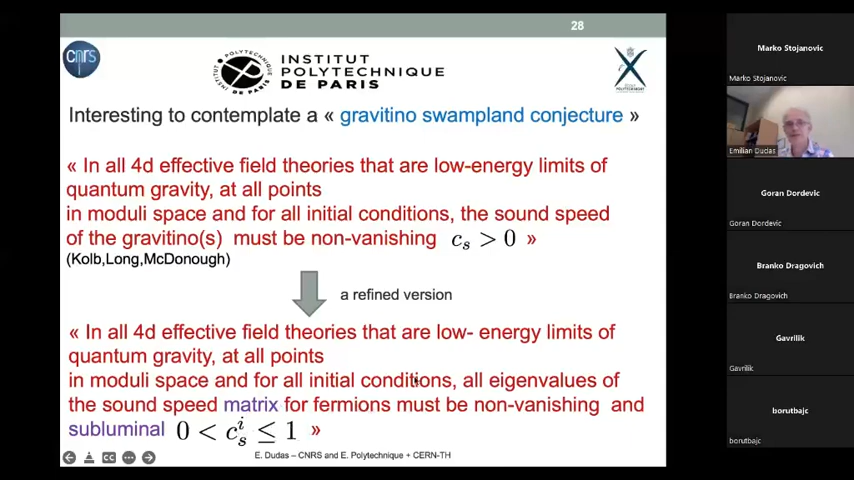 28
cnrs
INSTITUT
POLYTECHNIQUE
DE PARIS
Interesting to contemplate a « gravitino swampland conjecture »
« In all 4d effective field theories that are low-energy limits of
quantum gravity, at all points
in moduli space and for all initial conditions, the sound speed
of the gravitino(s) must be non-vanishing c_s > 0 »
(Kolb,Long,McDonough)
a refined version
« In all 4d effective field theories that are low- energy limits of
quantum gravity, at all points
in moduli space and for all initial conditions, all eigenvalues of
the sound speed matrix for fermions must be non-vanishing and
subluminal 0 < c_s^i ≤ 1 »
E. Dudas – CNRS and E. Polytechnique + CERN-TH
CC
Marko Stojanovic
Marko Stojanovic
Emilian Dudas
Goran Dordevic
Goran Dordevic
Branko Dragovich
Branko Dragovich
Gavrilik
Gavrilik
borutbajc
borutbajc